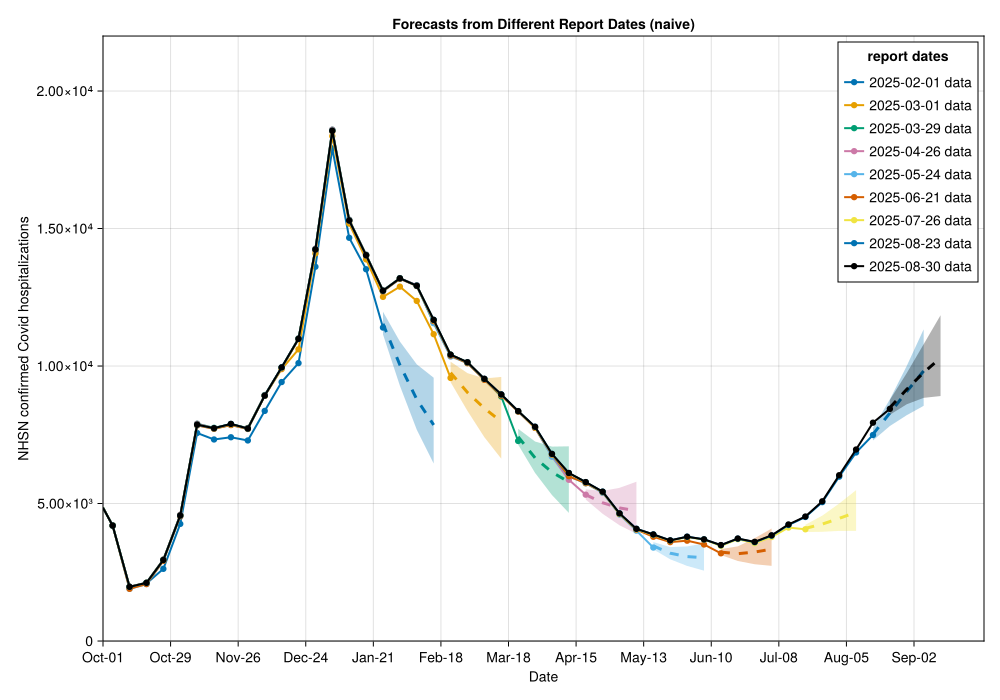 Forecasts from Different Report Dates (naive)
report dates
2025-02-01 data
2025-03-01 data
2025-03-29 data
2025-04-26 data
2025-05-24 data
2025-06-21 data
2025-07-26 data
2025-08-23 data
2025-08-30 data
NHSN confirmed Covid hospitalizations
2.00×10⁴
1.50×10⁴
1.00×10⁴
5.00×10³
0
Oct-01 Oct-29 Nov-26 Dec-24 Jan-21 Feb-18 Mar-18 Apr-15 May-13 Jun-10 Jul-08 Aug-05 Sep-02
Date